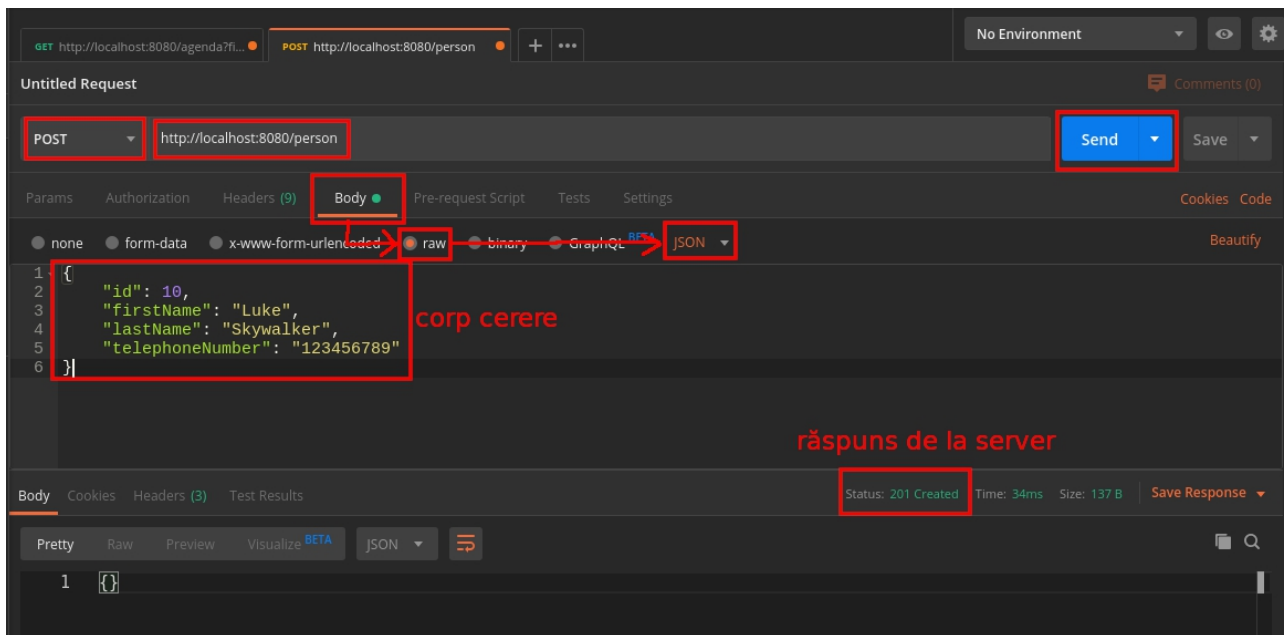 GET http://localhost:8080/agenda?fi... POST http://localhost:8080/person + ••• No Environment
Untitled Request Comments (0)
POST http://localhost:8080/person Send Save
Params Authorization Headers (9) Body Pre-request Script Tests Settings Cookies Code
none form-data x-www-form-urlencoded raw binary GraphQL BETA JSON Beautify
1 {
2 "id": 10,
3 "firstName": "Luke",
4 "lastName": "Skywalker",
5 "telephoneNumber": "123456789"
6 }
corp cerere
răspuns de la server
Body Cookies Headers (3) Test Results Status: 201 Created Time: 34ms Size: 137 B Save Response
Pretty Raw Preview Visualize BETA JSON
1 {}